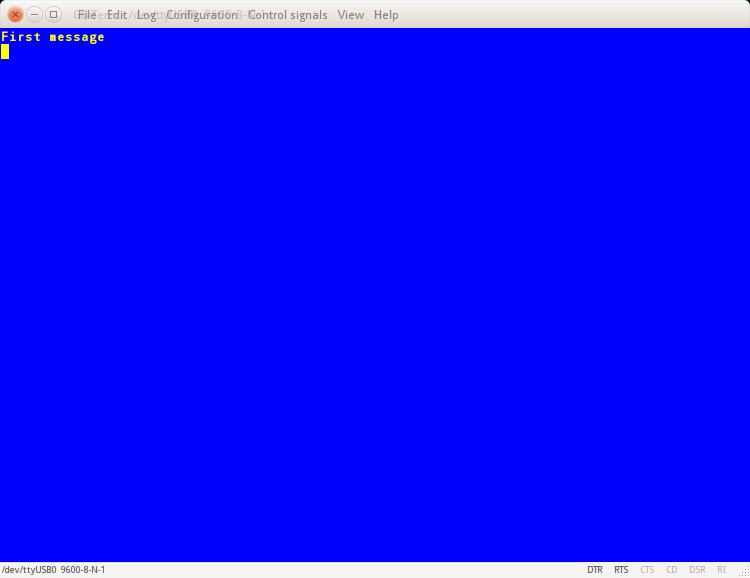 File Edit Log Configuration Control signals View Help
First message
/dev/ttyUSB0 9600-8-N-1 DTR RTS CTS CD DSR RI